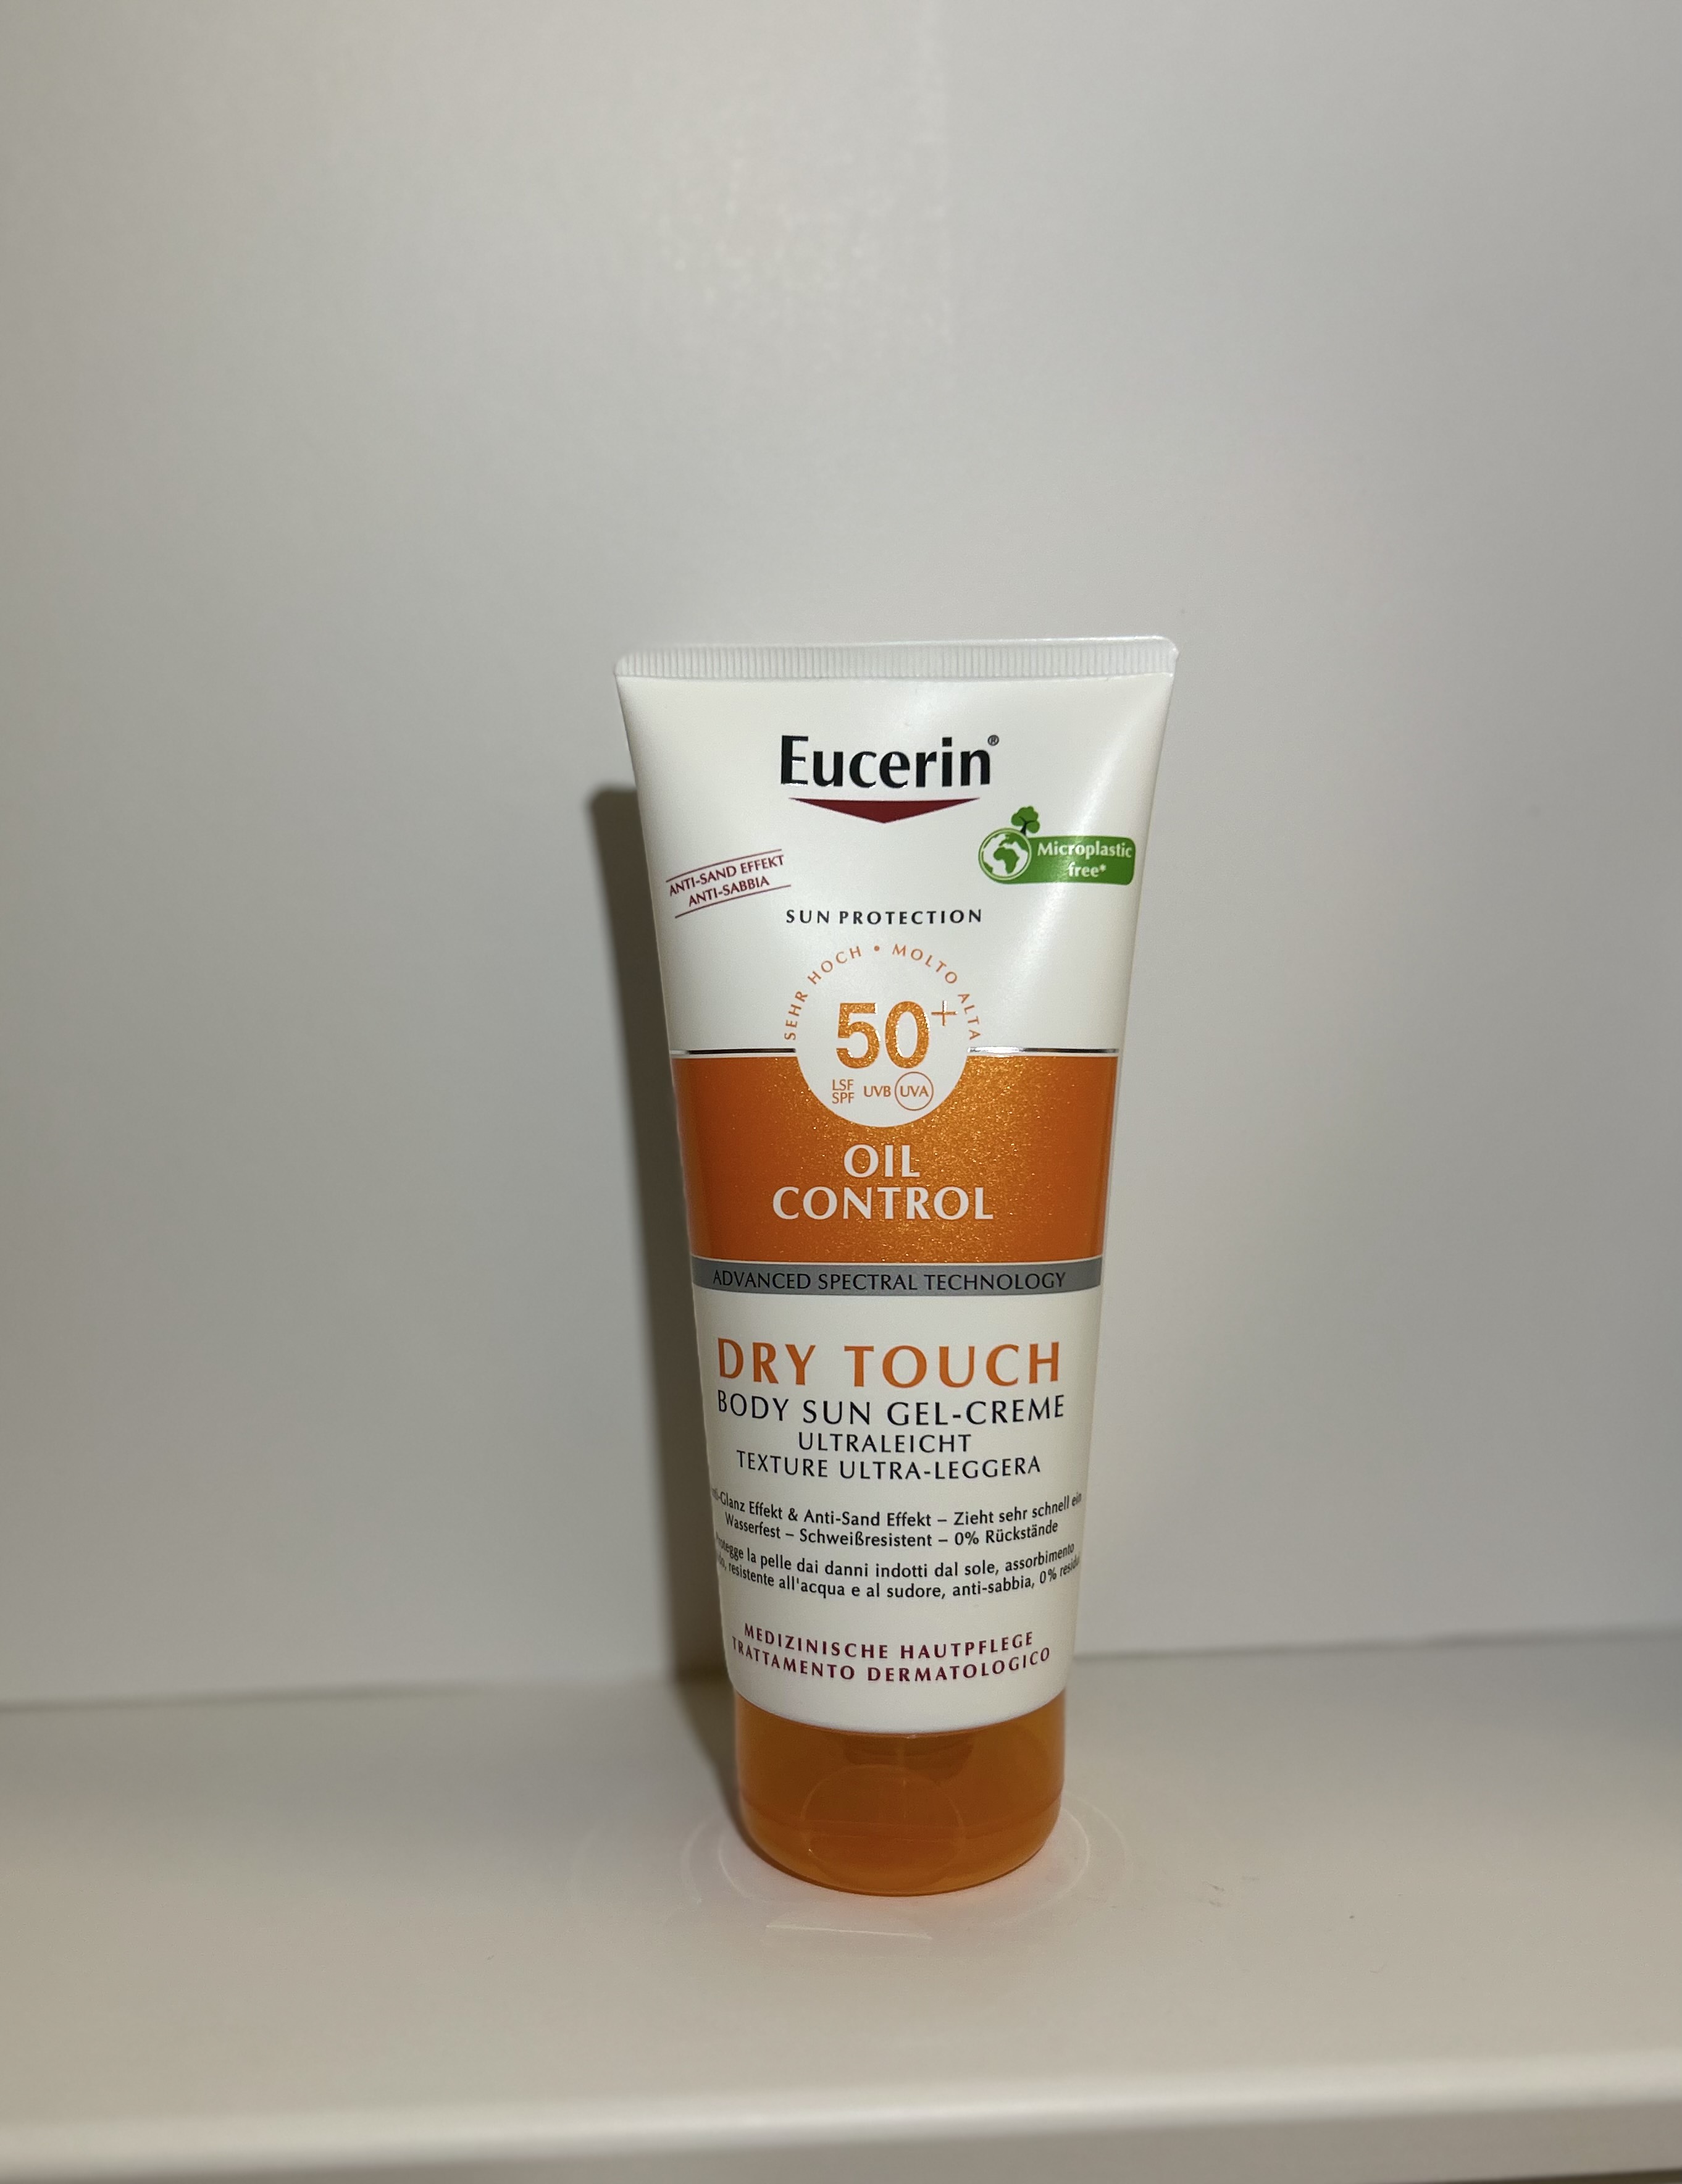 Eucerin®
Microplastic
free*
ANTI-SAND EFFEKT
ANTI-SABBIA
SUN PROTECTION
SEHR HOCH • MOLTO ALTA
50+
LSF
SPF
UVB UVA
OIL
CONTROL
ADVANCED SPECTRAL TECHNOLOGY
DRY TOUCH
BODY SUN GEL-CREME
ULTRALEICHT
TEXTURE ULTRA-LEGGERA
-Glanz Effekt & Anti-Sand Effekt – Zieht sehr schnell ein
Wasserfest – Schweißresistent – 0% Rückstände
la pelle dai danni indotti dal sole, assorbimento
resistente all'acqua e al sudore, anti-sabbia, 0%
MEDIZINISCHE HAUTPFLEGE
TRATTAMENTO DERMATOLOGICO